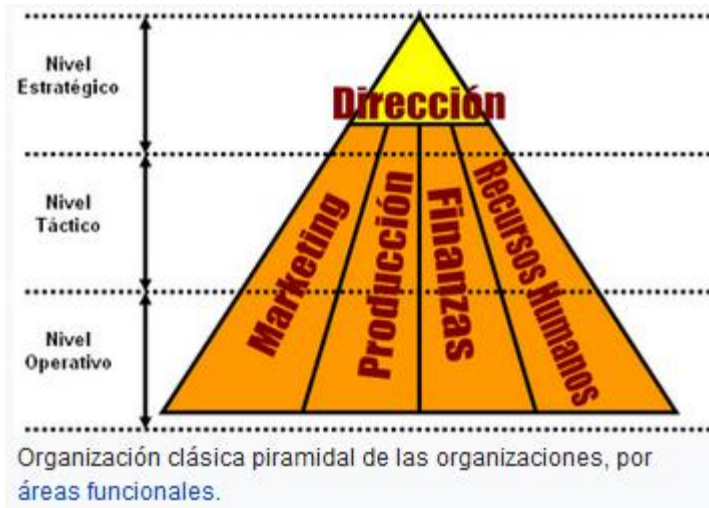 Nivel
Estratégico
Dirección
Nivel
Táctico
Marketing
Producción
Finanzas
Recursos Humanos
Nivel
Operativo
Organización clásica piramidal de las organizaciones, por
áreas funcionales.